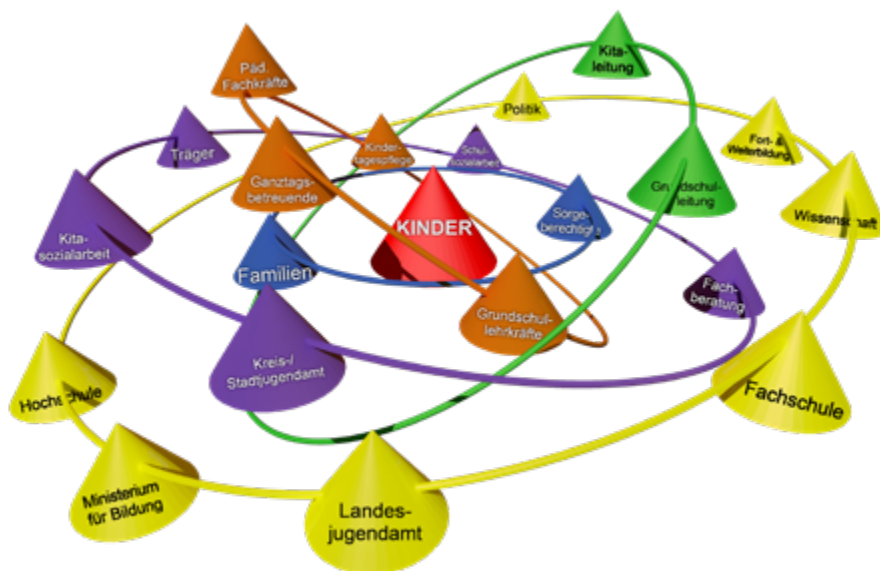 Kita-
leitung
Päd.
Fachkräfte
Politik
Träger
Kinder-
tagespflege
Schul-
sozialarbeit
Fort- &
Weiterbildung
Ganztags-
betreuende
Grundschul-
leitung
KINDER
Sorge-
berechtigte
Wissenschaft
Kita-
sozialarbeit
Familien
Fach-
beratung
Grundschul-
lehrkräfte
Kreis-/
Stadtjugendamt
Hochschule
Fachschule
Ministerium
für Bildung
Landes-
jugendamt